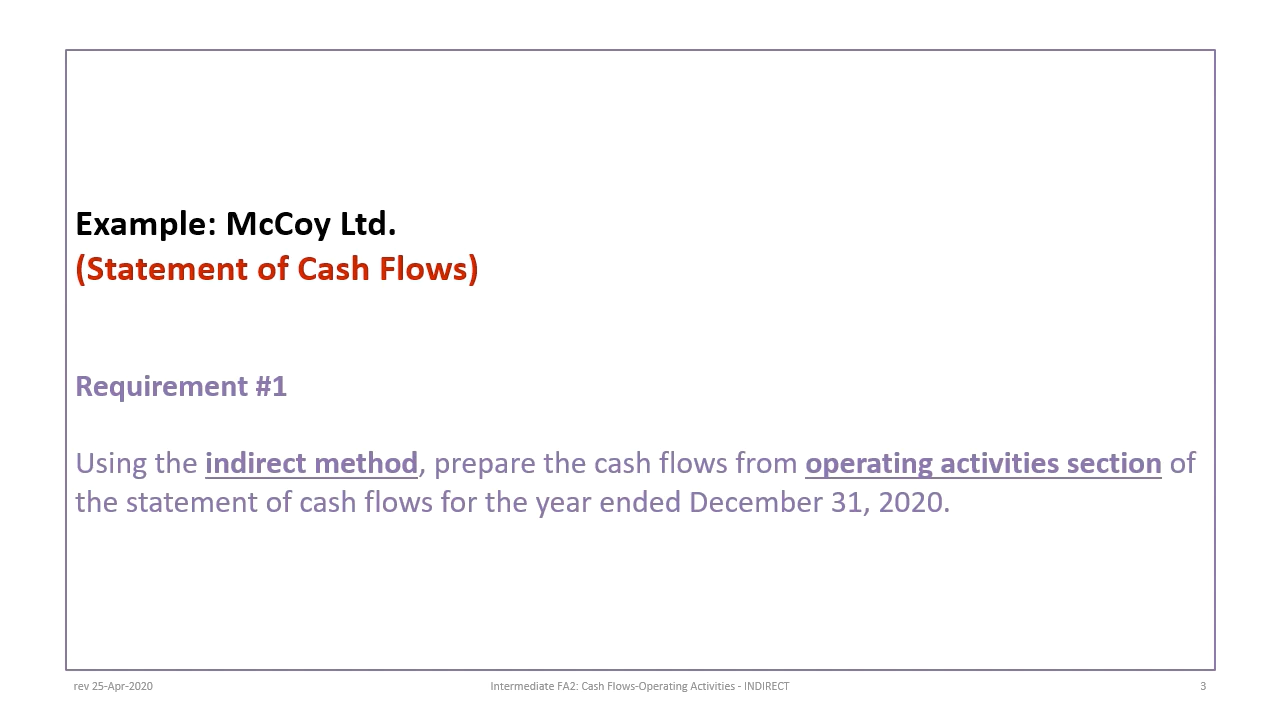 Example: McCoy Ltd.
(Statement of Cash Flows)
Requirement #1
Using the indirect method, prepare the cash flows from operating activities section of
the statement of cash flows for the year ended December 31, 2020.
rev 25-Apr-2020
Intermediate FA2: Cash Flows-Operating Activities - INDIRECT
3